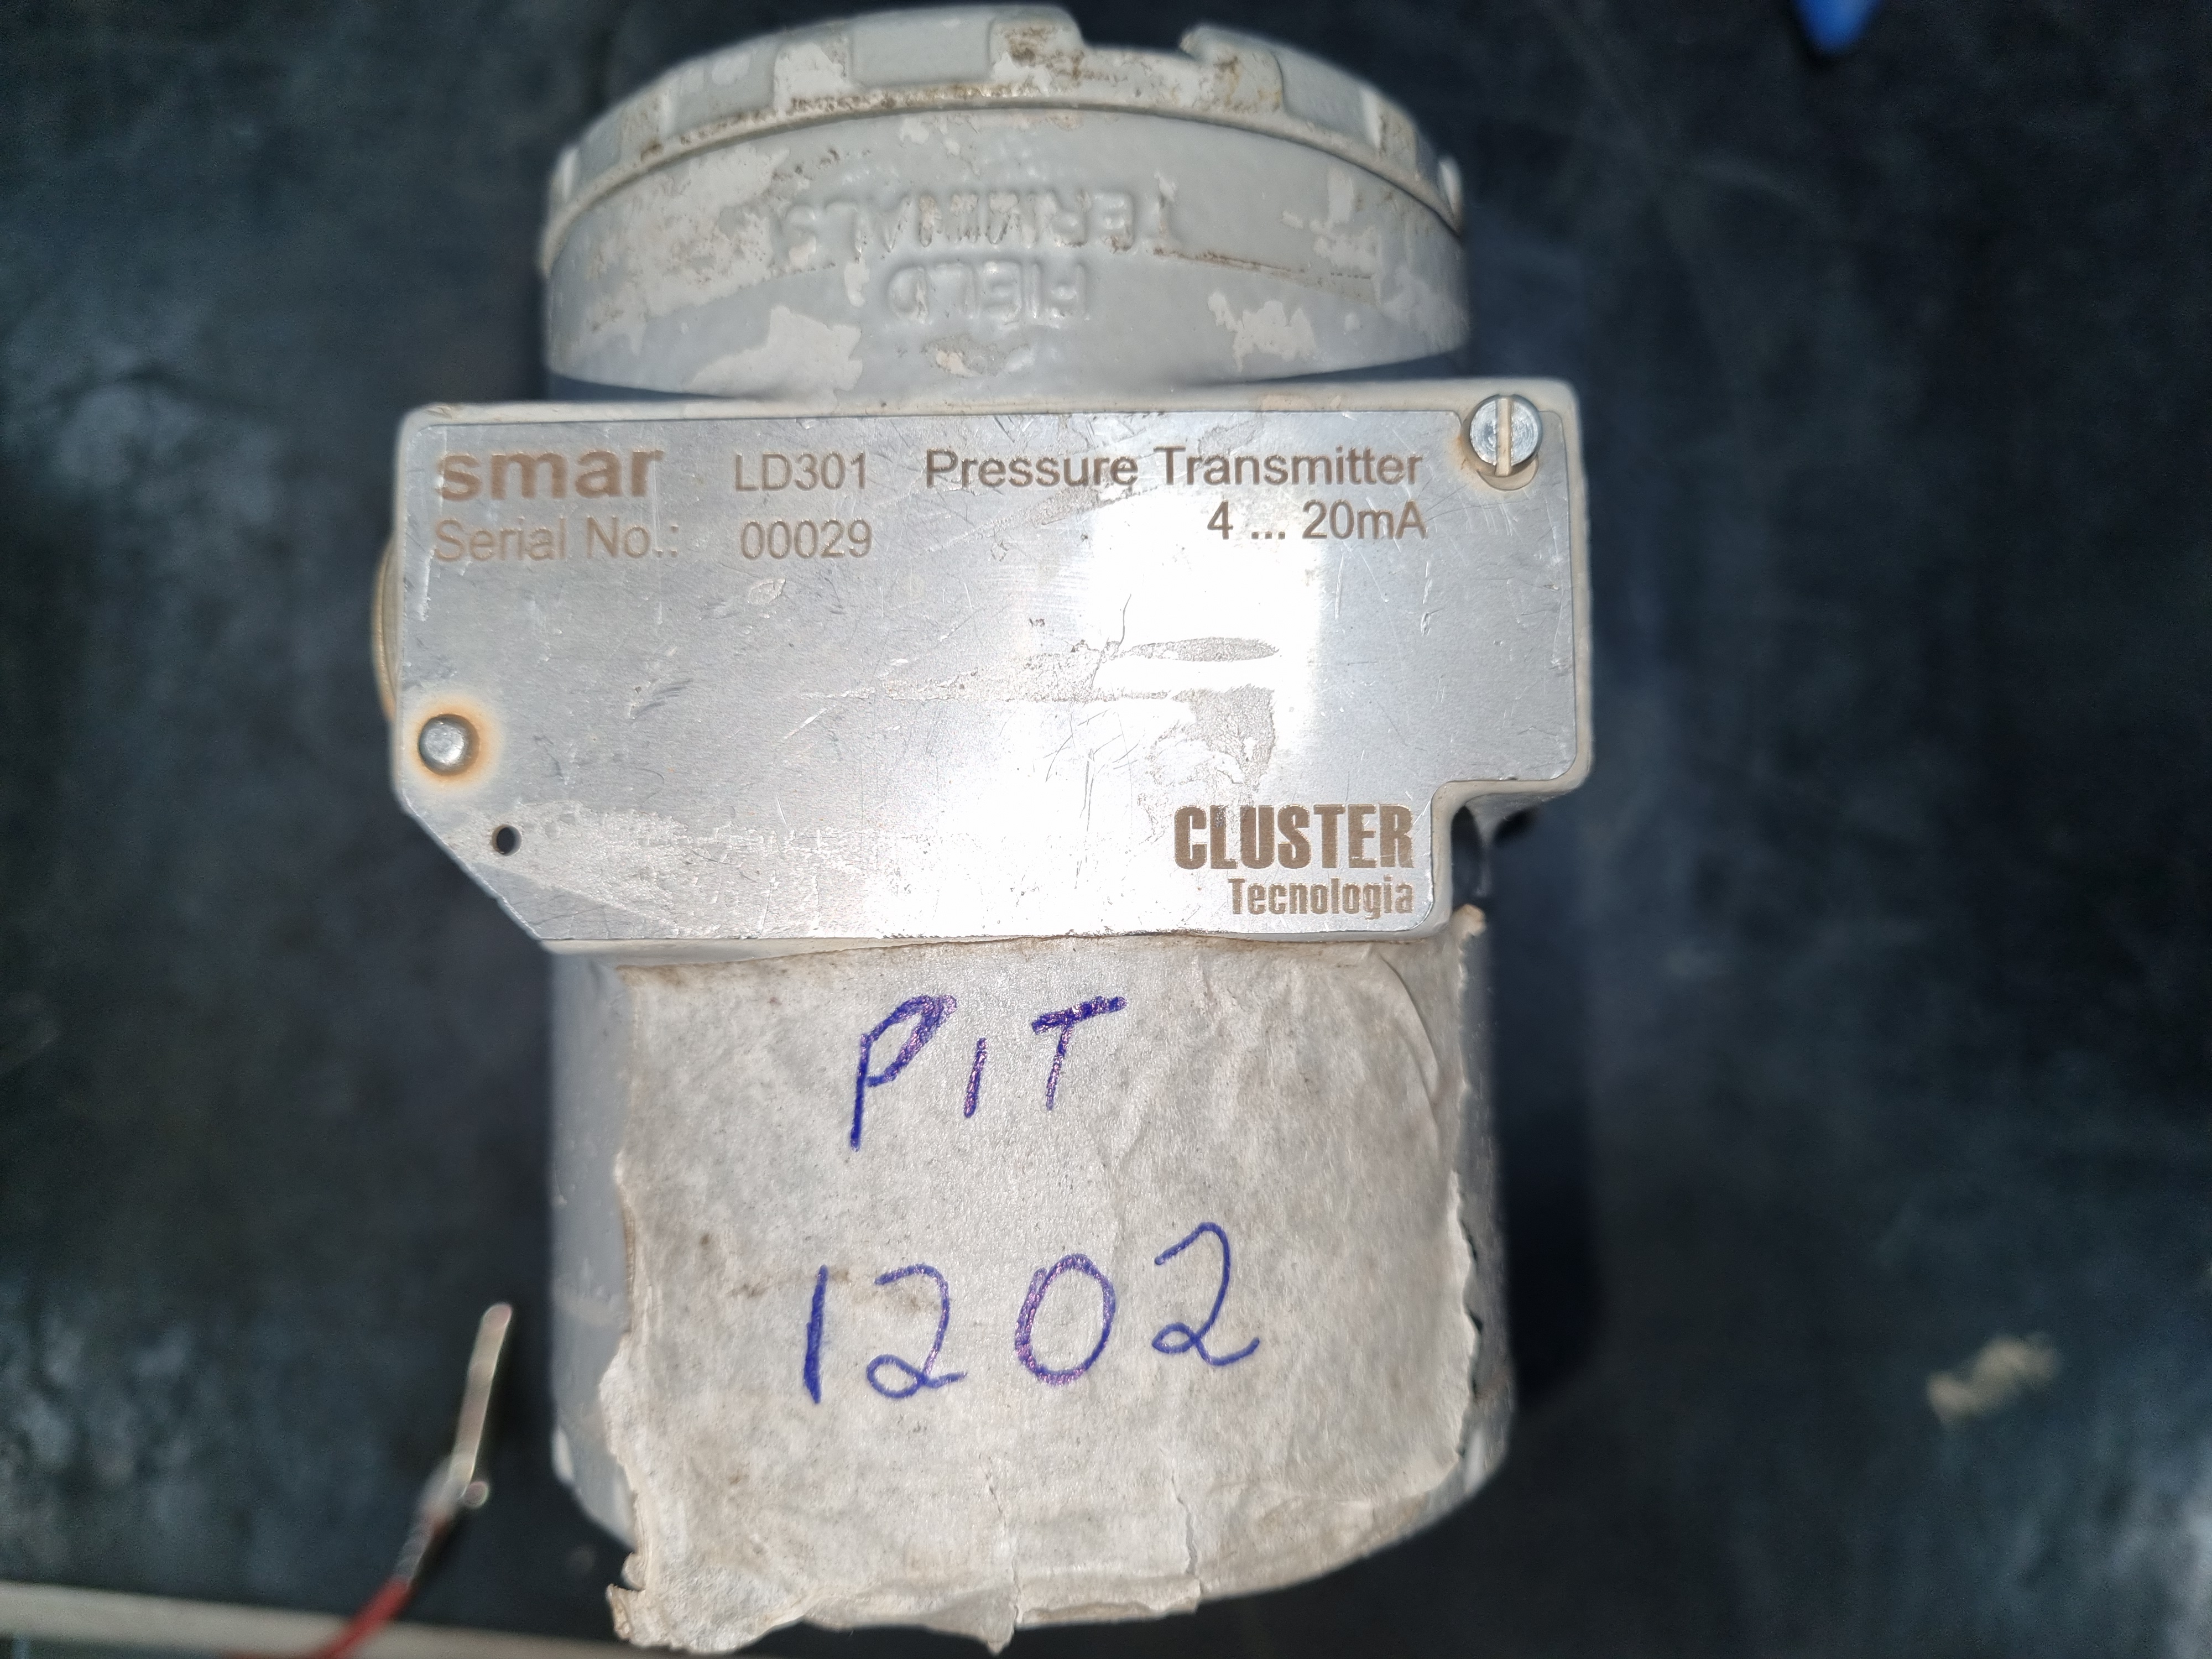 FIELD
TERMINALS
smar LD301 Pressure Transmitter
Serial No.: 00029 4 ... 20mA
CLUSTER
Tecnologia
PIT
1202